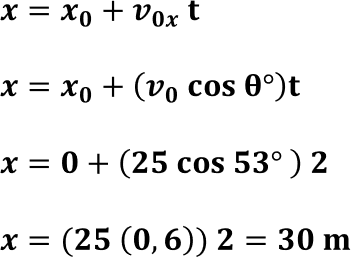 x = x₀ + v₀ₓ t
x = x₀ + (v₀ cos θ°)t
x = 0 + (25 cos 53° ) 2
x = (25 (0,6)) 2 = 30 m